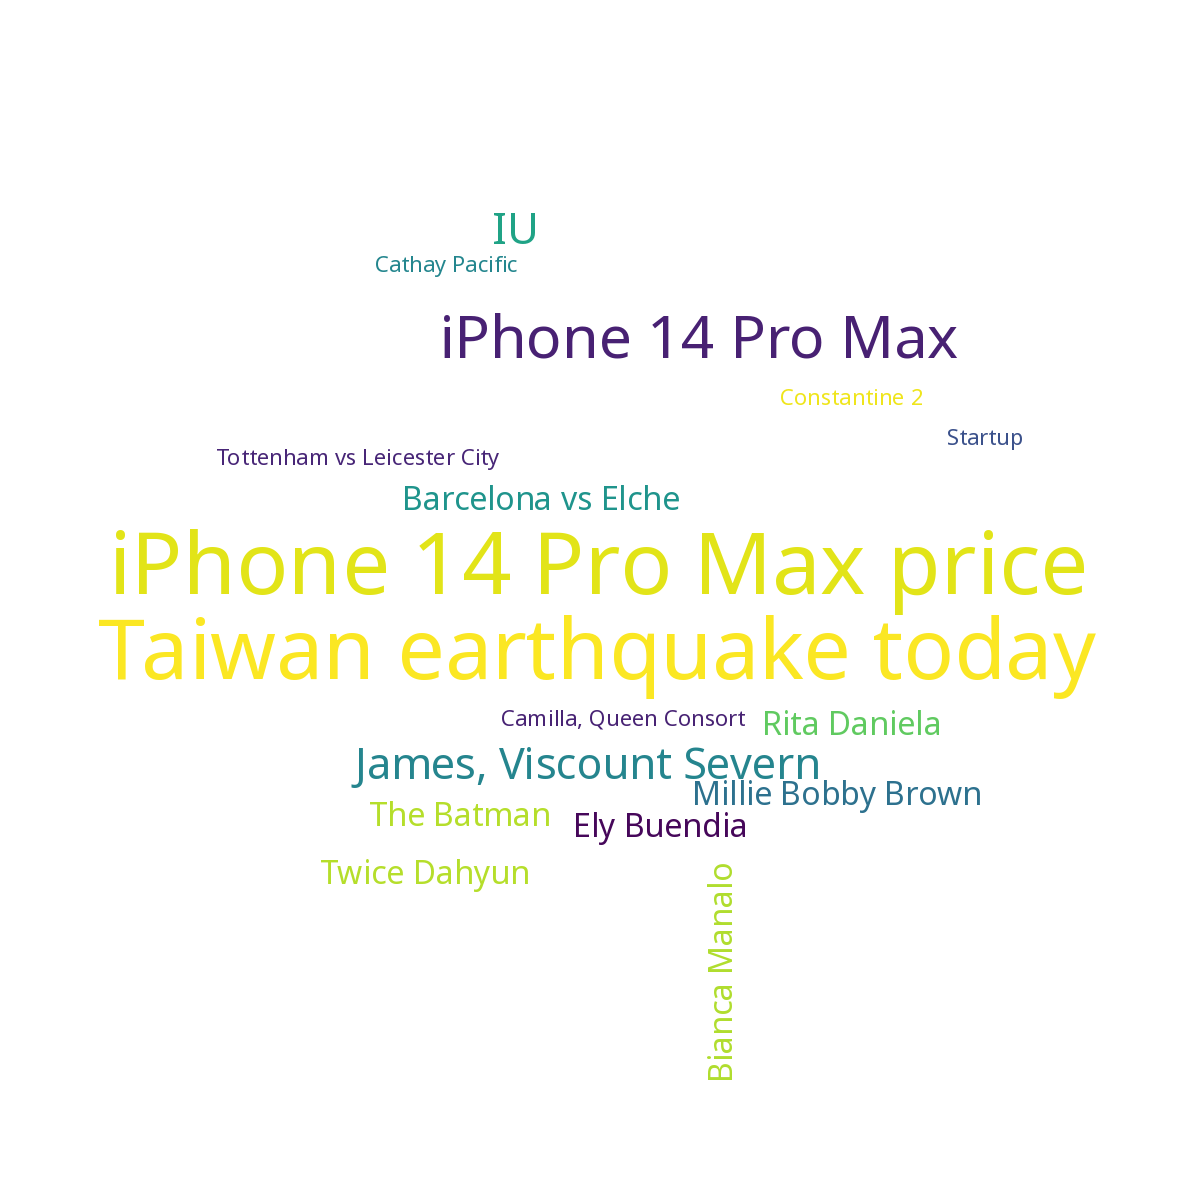 IU
Cathay Pacific
iPhone 14 Pro Max
Constantine 2
Startup
Tottenham vs Leicester City
Barcelona vs Elche
iPhone 14 Pro Max price
Taiwan earthquake today
Camilla, Queen Consort
Rita Daniela
James, Viscount Severn
Millie Bobby Brown
The Batman
Ely Buendia
Twice Dahyun
Bianca Manalo